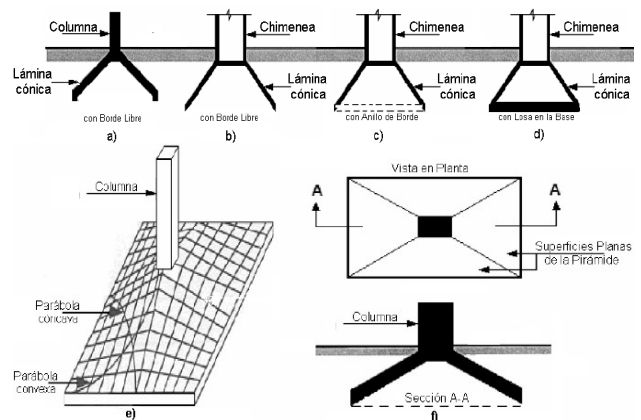 Columna
Lámina
cónica
con Borde Libre
a)
Chimenea
Lámina
cónica
con Borde Libre
b)
Chimenea
Lámina
cónica
con Anillo de Borde
c)
Chimenea
Lámina
cónica
con Losa en la Base
d)
Columna
Parábola
cóncava
Parábola
convexa
e)
Vista en Planta
A
A
Superficies Planas
de la Pirámide
Columna
Sección A-A
f)